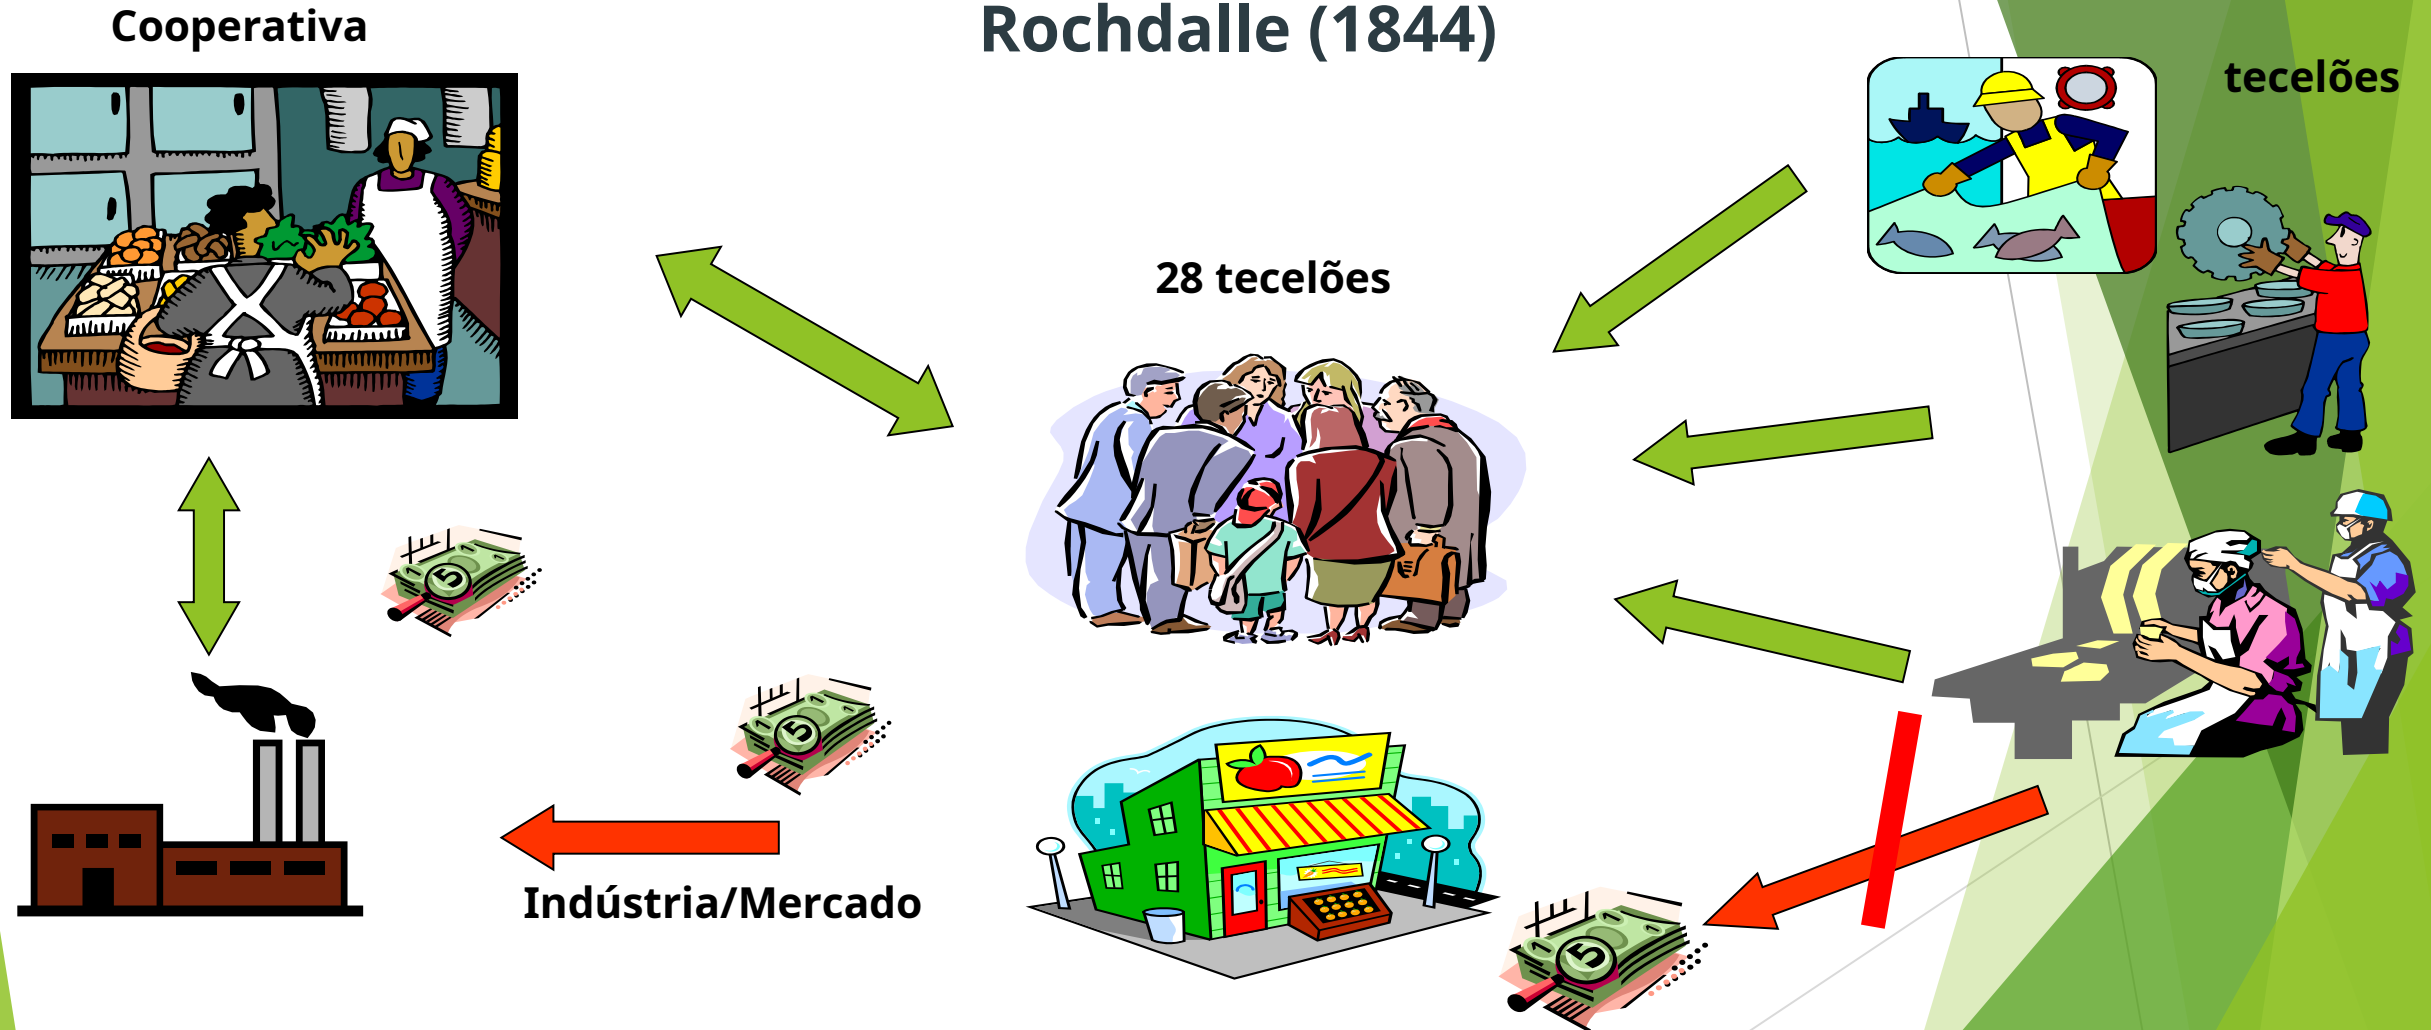 Cooperativa
Rochdalle (1844)
tecelões
28 tecelões
Indústria/Mercado